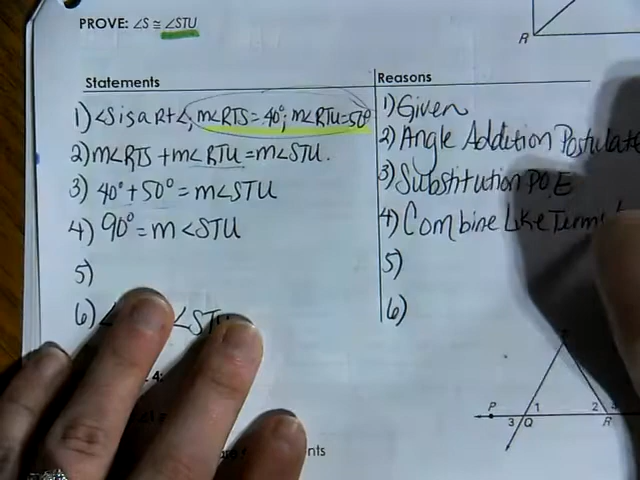 PROVE: ∠S ≅ ∠STU
R
Statements
Reasons
1) ∠S is a Rt ∠; m∠RTS = 40°; m∠RTU = 50°
1) Given
2) m∠RTS + m∠RTU = m∠STU.
2) Angle Addition Postulate
3) 40° + 50° = m∠STU
3) Substitution P.O.E
4) 90° = m∠STU
4) Combine Like Terms
5)
5)
6) ∠STU
6)
4:
P
3
Q
1
2
R